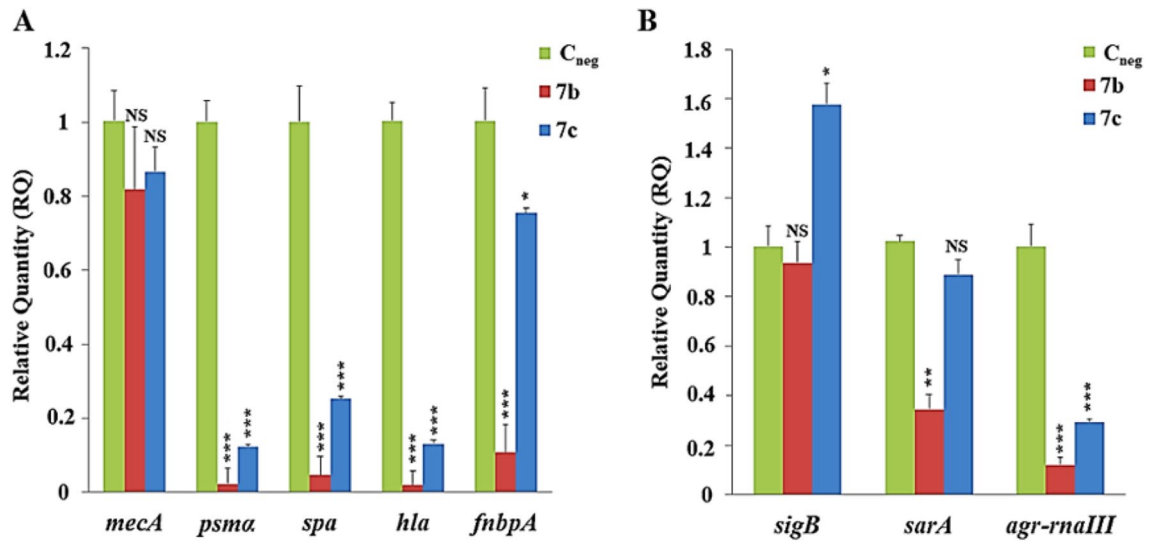 A
Relative Quantity (RQ)
1.2
1
0.8
0.6
0.4
0.2
0
C_neg
7b
7c
NS
NS
***
***
***
***
***
***
***
*
mecA psmα spa hla fnbpA
B
Relative Quantity (RQ)
1.8
1.6
1.4
1.2
1
0.8
0.6
0.4
0.2
0
C_neg
7b
7c
NS
*
**
NS
***
***
sigB sarA agr-rnaIII